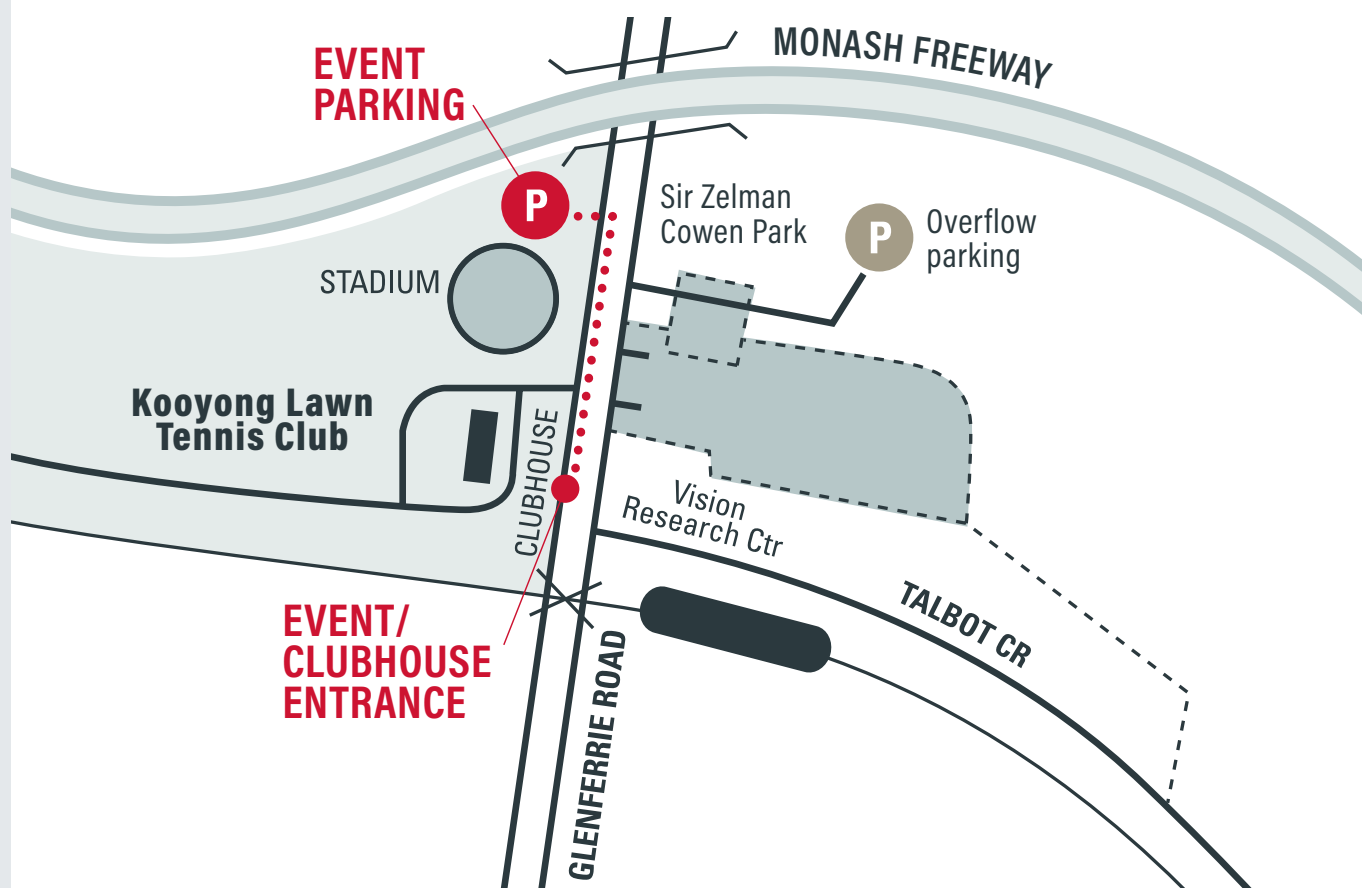 MONASH FREEWAY
EVENT
PARKING
P
Sir Zelman
Cowen Park
P
Overflow
parking
STADIUM
Kooyong Lawn
Tennis Club
CLUBHOUSE
Vision
Research Ctr
TALBOT CR
EVENT/
CLUBHOUSE
ENTRANCE
GLENFERRIE ROAD